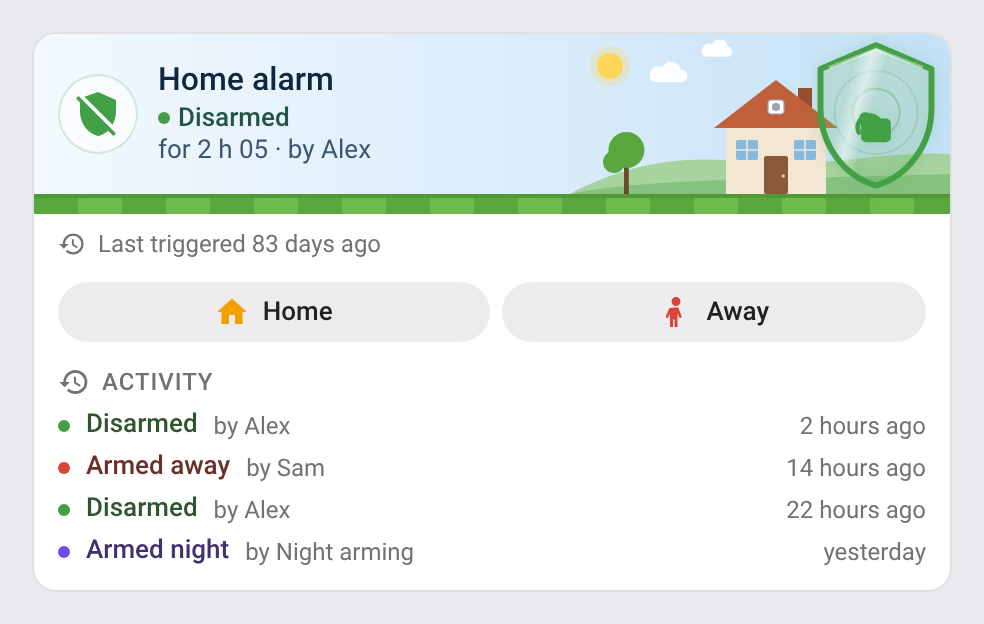 Home alarm
Disarmed
for 2 h 05 · by Alex
Last triggered 83 days ago
Home
Away
ACTIVITY
Disarmed by Alex 2 hours ago
Armed away by Sam 14 hours ago
Disarmed by Alex 22 hours ago
Armed night by Night arming yesterday